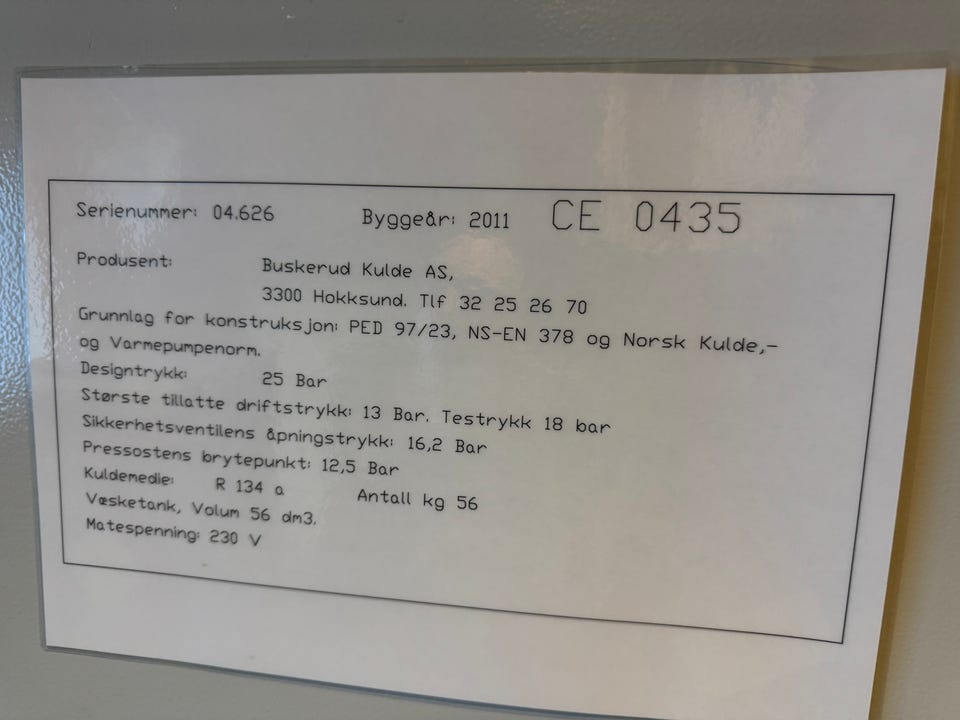 Serienummer: 04.626 Byggeår: 2011 CE 0435
Produsent: Buskerud Kulde AS,
3300 Hokksund. Tlf 32 25 26 70
Grunnlag for konstruksjon: PED 97/23, NS-EN 378 og Norsk Kulde,-
og Varmepumpenorm.
Designtrykk: 25 Bar
Største tillatte driftstrykk: 13 Bar. Testrykk 18 bar
Sikkerhetsventilens åpningstrykk: 16,2 Bar
Pressostens brytepunkt: 12,5 Bar
Kuldemedie: R 134 a Antall kg 56
Væsketank, Volum 56 dm3.
Matespenning: 230 V